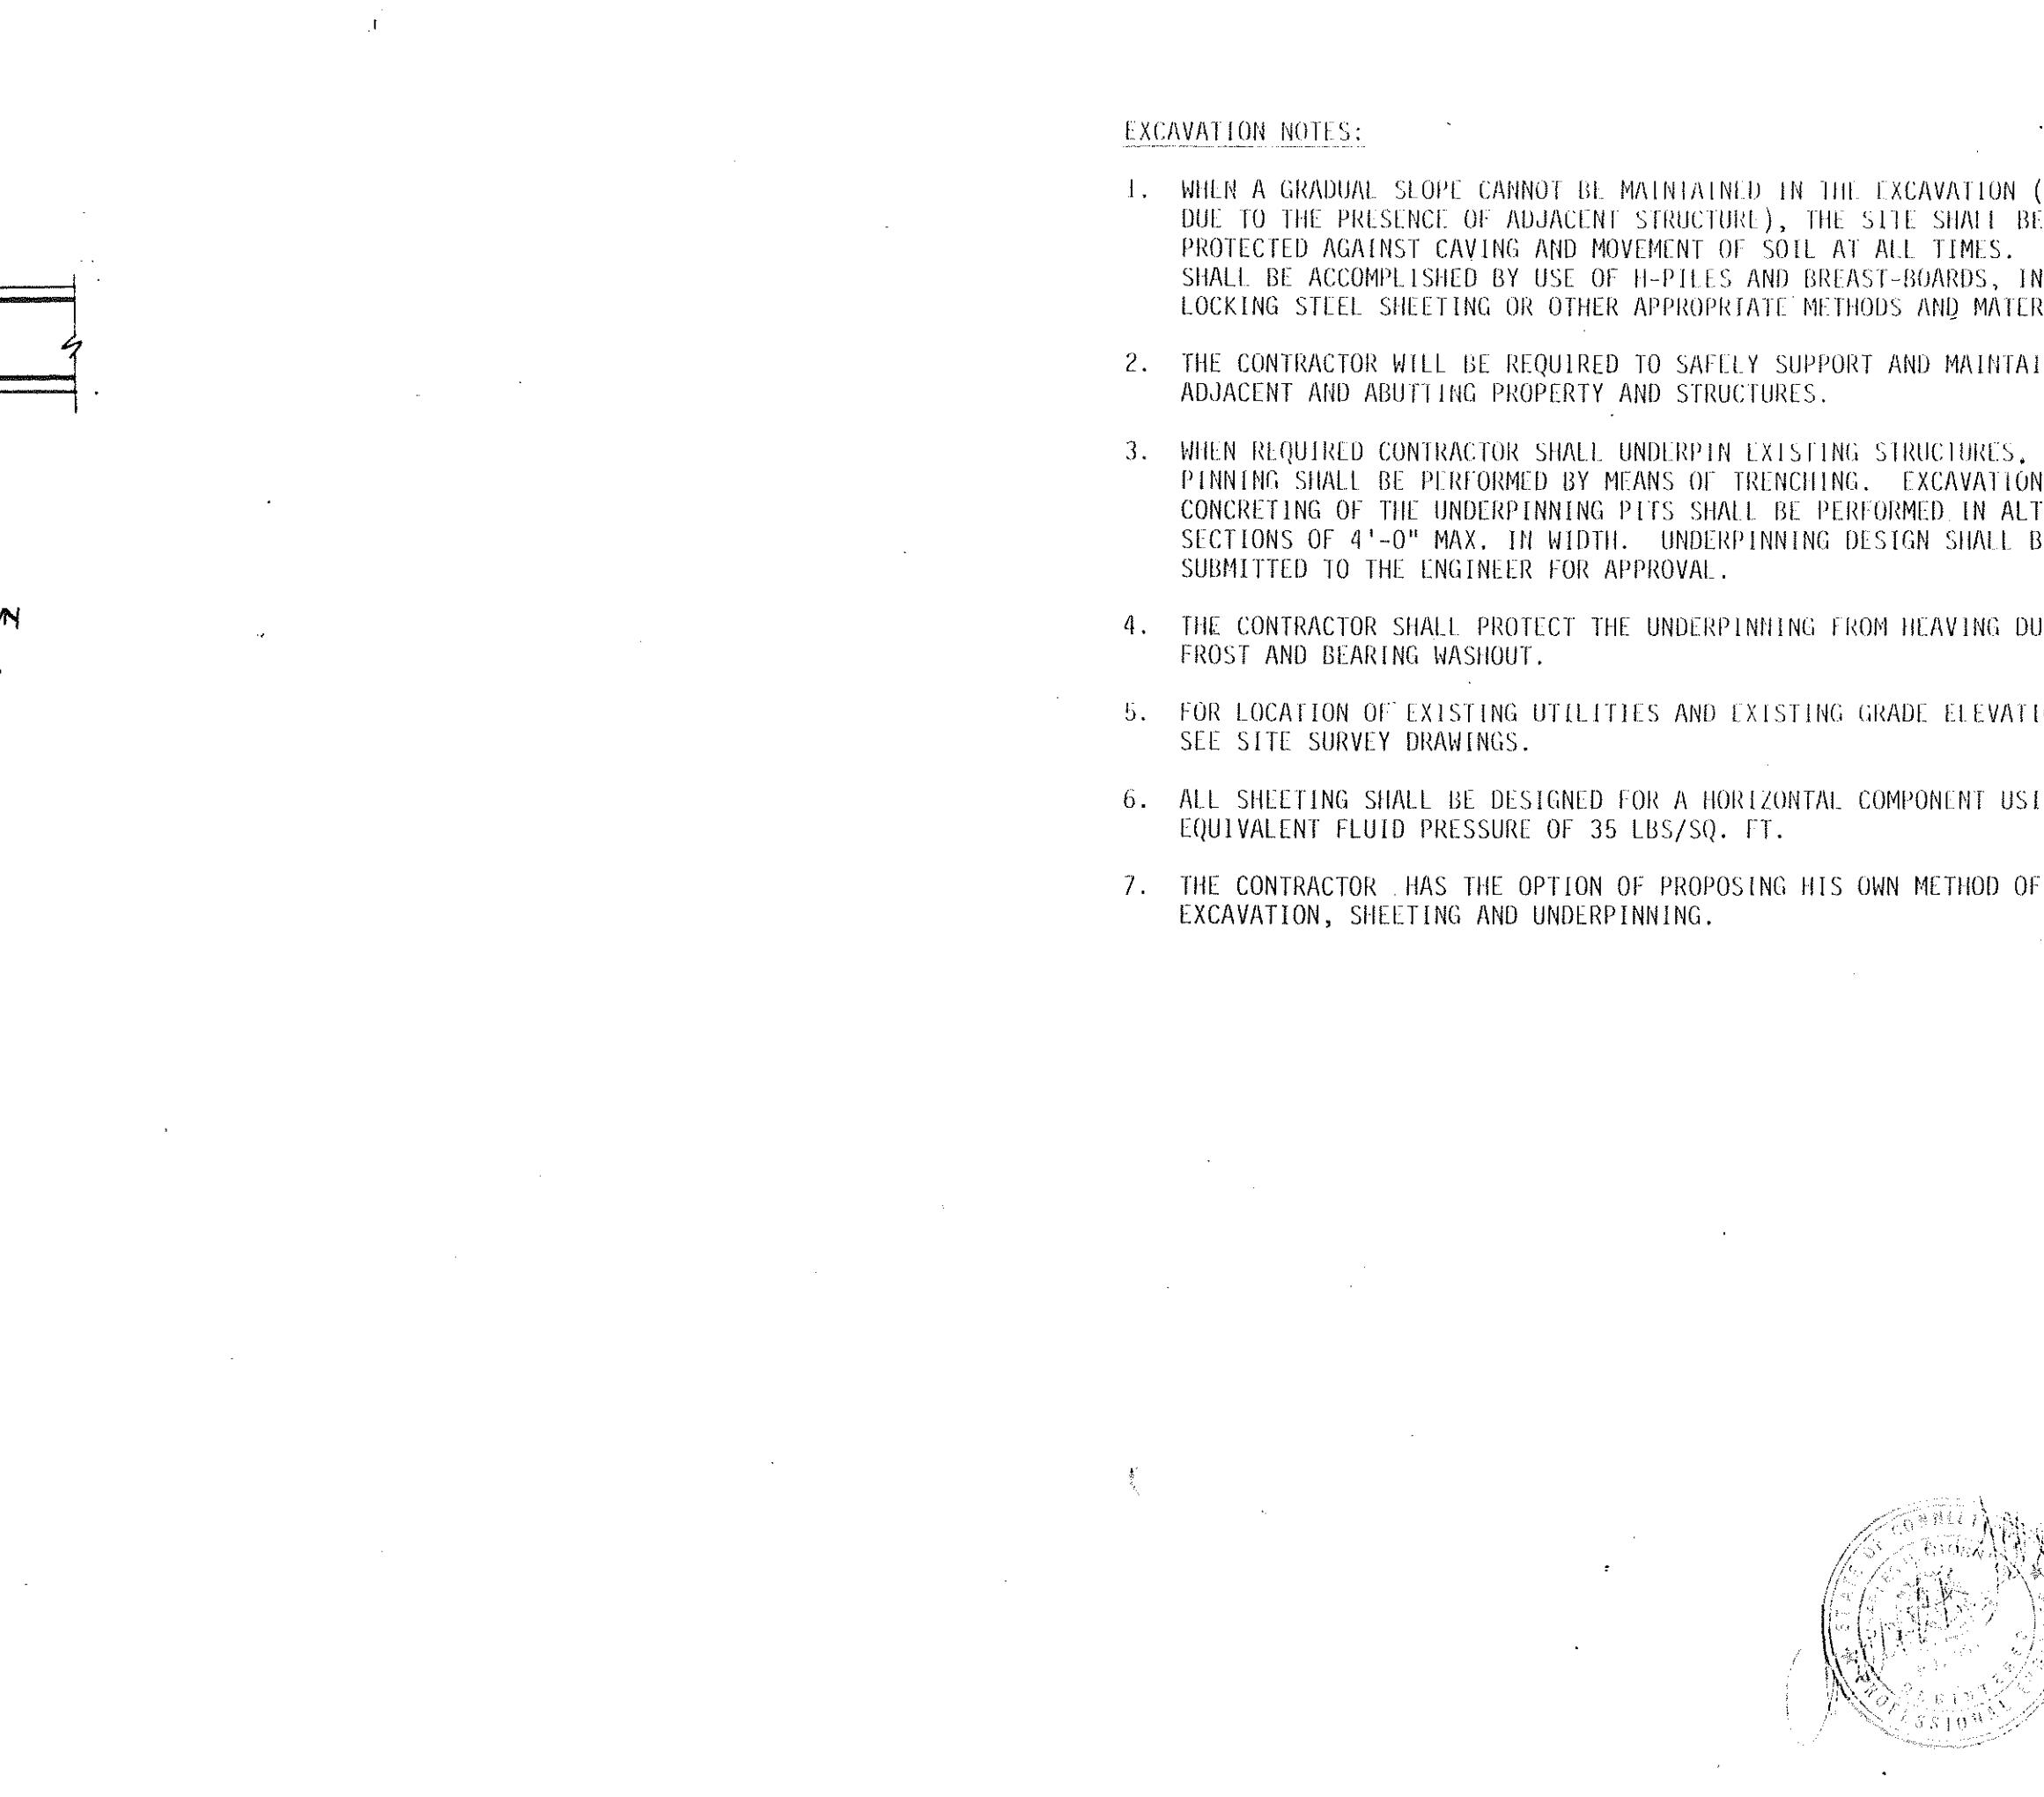 EXCAVATION NOTES:
1. WHEN A GRADUAL SLOPE CANNOT BE MAINTAINED IN THE EXCAVATION (
DUE TO THE PRESENCE OF ADJACENT STRUCTURE), THE SITE SHALL BE
PROTECTED AGAINST CAVING AND MOVEMENT OF SOIL AT ALL TIMES.
SHALL BE ACCOMPLISHED BY USE OF H-PILES AND BREAST-BOARDS, IN
LOCKING STEEL SHEETING OR OTHER APPROPRIATE METHODS AND MATER
2. THE CONTRACTOR WILL BE REQUIRED TO SAFELY SUPPORT AND MAINTAI
ADJACENT AND ABUTTING PROPERTY AND STRUCTURES.
3. WHEN REQUIRED CONTRACTOR SHALL UNDERPIN EXISTING STRUCTURES.
PINNING SHALL BE PERFORMED BY MEANS OF TRENCHING. EXCAVATION
CONCRETING OF THE UNDERPINNING PITS SHALL BE PERFORMED IN ALT
SECTIONS OF 4'-0" MAX. IN WIDTH. UNDERPINNING DESIGN SHALL B
SUBMITTED TO THE ENGINEER FOR APPROVAL.
4. THE CONTRACTOR SHALL PROTECT THE UNDERPINNING FROM HEAVING DU
FROST AND BEARING WASHOUT.
5. FOR LOCATION OF EXISTING UTILITIES AND EXISTING GRADE ELEVATI
SEE SITE SURVEY DRAWINGS.
6. ALL SHEETING SHALL BE DESIGNED FOR A HORIZONTAL COMPONENT USI
EQUIVALENT FLUID PRESSURE OF 35 LBS/SQ. FT.
7. THE CONTRACTOR HAS THE OPTION OF PROPOSING HIS OWN METHOD OF
EXCAVATION, SHEETING AND UNDERPINNING.
N
STATE OF CONNECT
REGISTERED
PROFESSIONAL